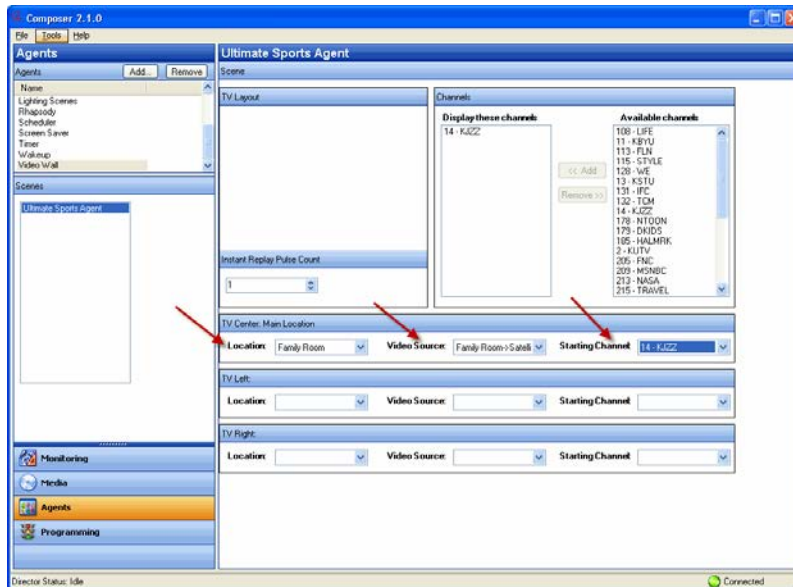 Composer 2.1.0
File Tools Help
Agents
Agents Add... Remove
Name
Lighting Scenes
Rhapsody
Scheduler
Screen Saver
Timer
Wakeup
Video Wall
Scenes
Ultimate Sports Agent
Monitoring
Media
Agents
Programming
Ultimate Sports Agent
Scene
TV Layout
Instant Replay Pulse Count
1
Channels
Display these channels
14 - KJZZ
<< Add
Remove >>
Available channels
108 - LIFE
11 - KBYU
113 - FLN
115 - STYLE
128 - WE
13 - KSTU
131 - IFC
132 - TCM
14 - KJZZ
178 - NTOON
179 - DKIDS
185 - HALMRK
2 - KUTV
205 - FNC
209 - MSNBC
213 - NASA
215 - TRAVEL
TV Center: Main Location
Location: Family Room Video Source: Family Room->Satelli Starting Channel: 14 - KJZZ
TV Left:
Location: Video Source: Starting Channel:
TV Right:
Location: Video Source: Starting Channel:
Director Status: Idle Connected